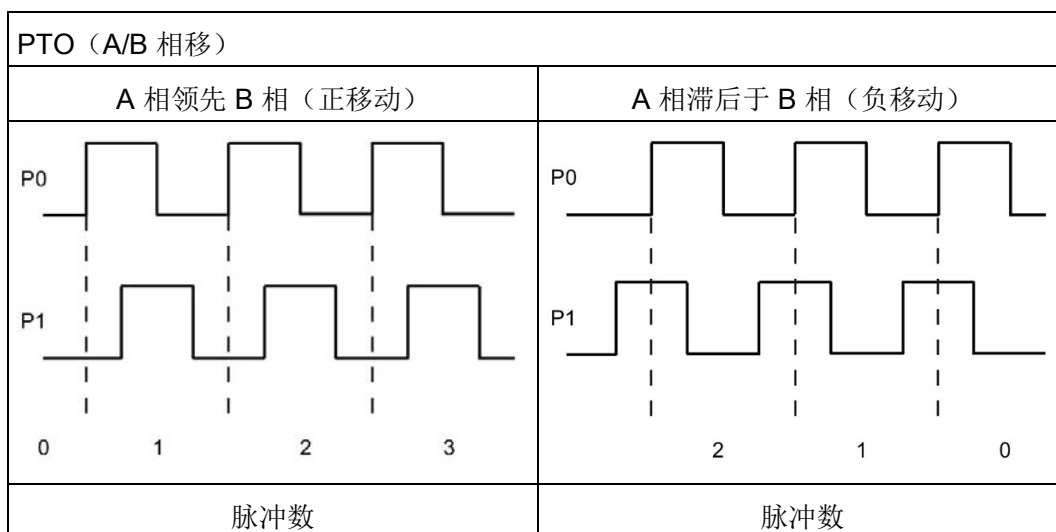 PTO（A/B 相移）
A 相领先 B 相（正移动）
A 相滞后于 B 相（负移动）
P0
P1
0 1 2 3
P0
P1
2 1 0
脉冲数
脉冲数